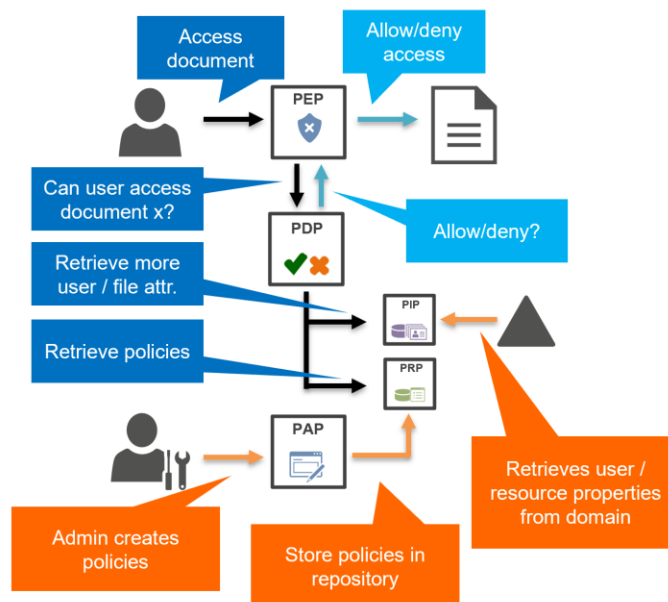 Access
document
Allow/deny
access
PEP
Can user access
document x?
PDP
Allow/deny?
Retrieve more
user / file attr.
PIP
Retrieve policies
PRP
PAP
Retrieves user /
resource properties
from domain
Admin creates
policies
Store policies in
repository